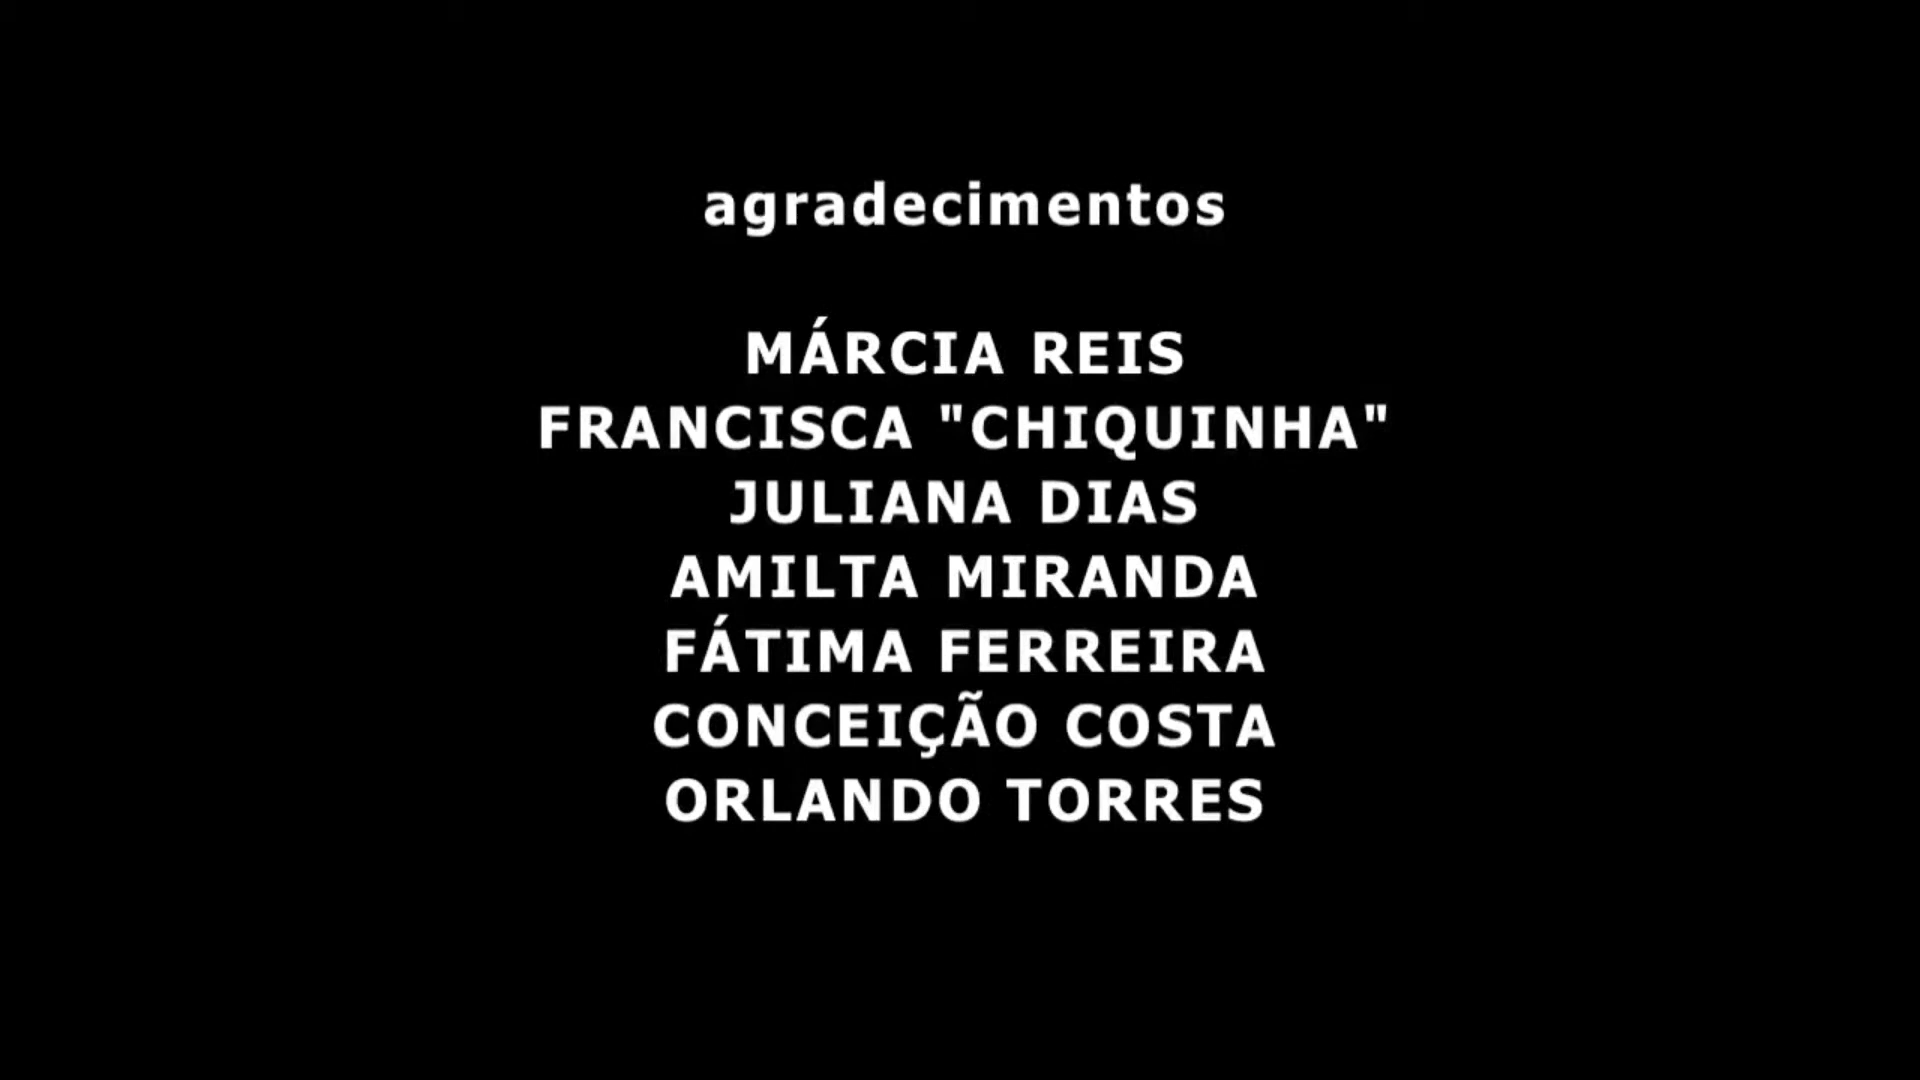 agradecimentos
MÁRCIA REIS
FRANCISCA "CHIQUINHA"
JULIANA DIAS
AMILTA MIRANDA
FÁTIMA FERREIRA
CONCEIÇÃO COSTA
ORLANDO TORRES